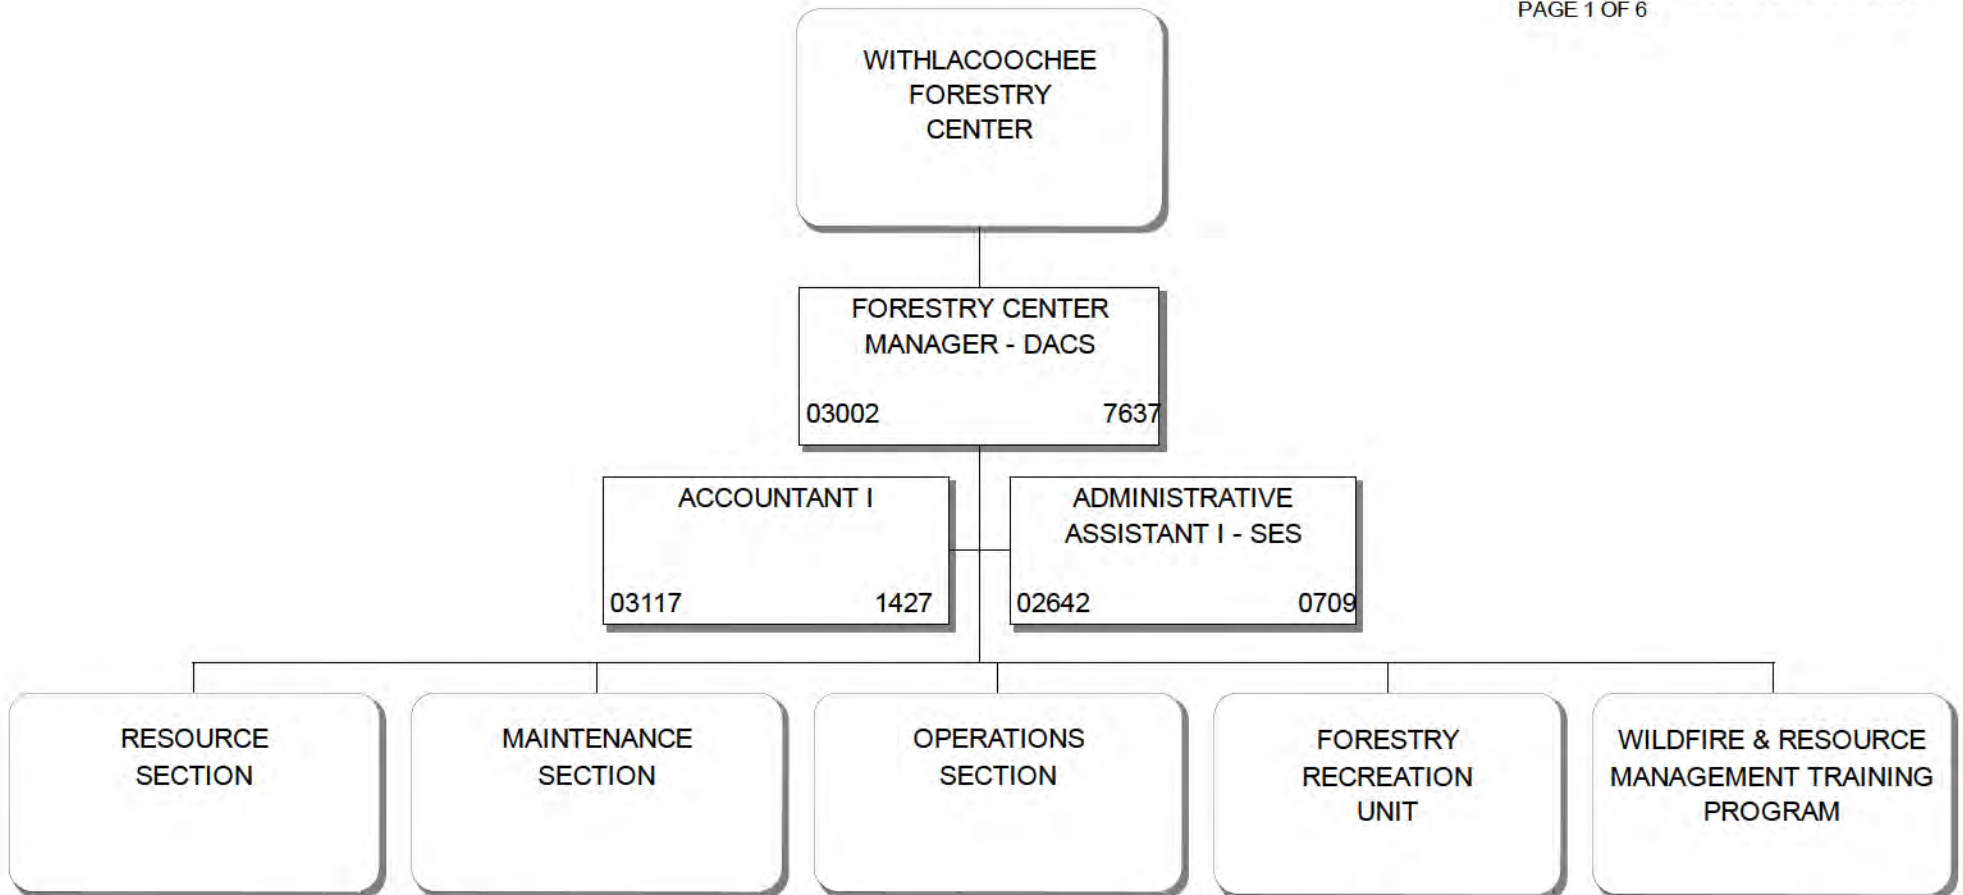 PAGE 1 OF 6
WITHLACOOCHEE
FORESTRY
CENTER
FORESTRY CENTER
MANAGER - DACS
03002 7637
ACCOUNTANT I
03117 1427
ADMINISTRATIVE
ASSISTANT I - SES
02642 0709
RESOURCE
SECTION
MAINTENANCE
SECTION
OPERATIONS
SECTION
FORESTRY
RECREATION
UNIT
WILDFIRE & RESOURCE
MANAGEMENT TRAINING
PROGRAM